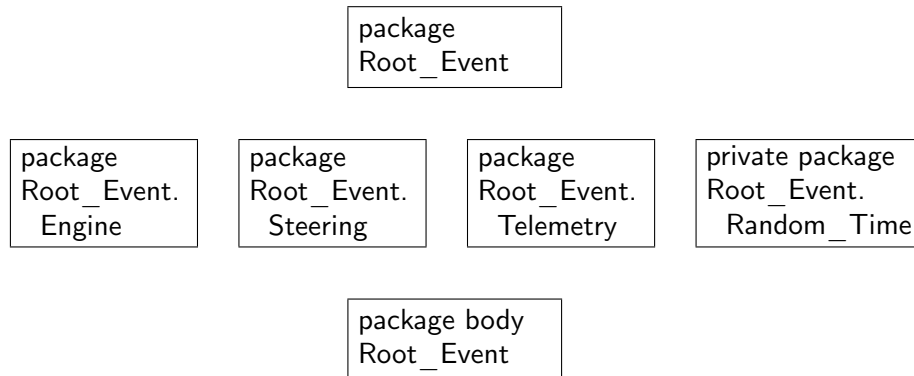 package
Root_Event
package
Root_Event.
Engine
package
Root_Event.
Steering
package
Root_Event.
Telemetry
private package
Root_Event.
Random_Time
package body
Root_Event